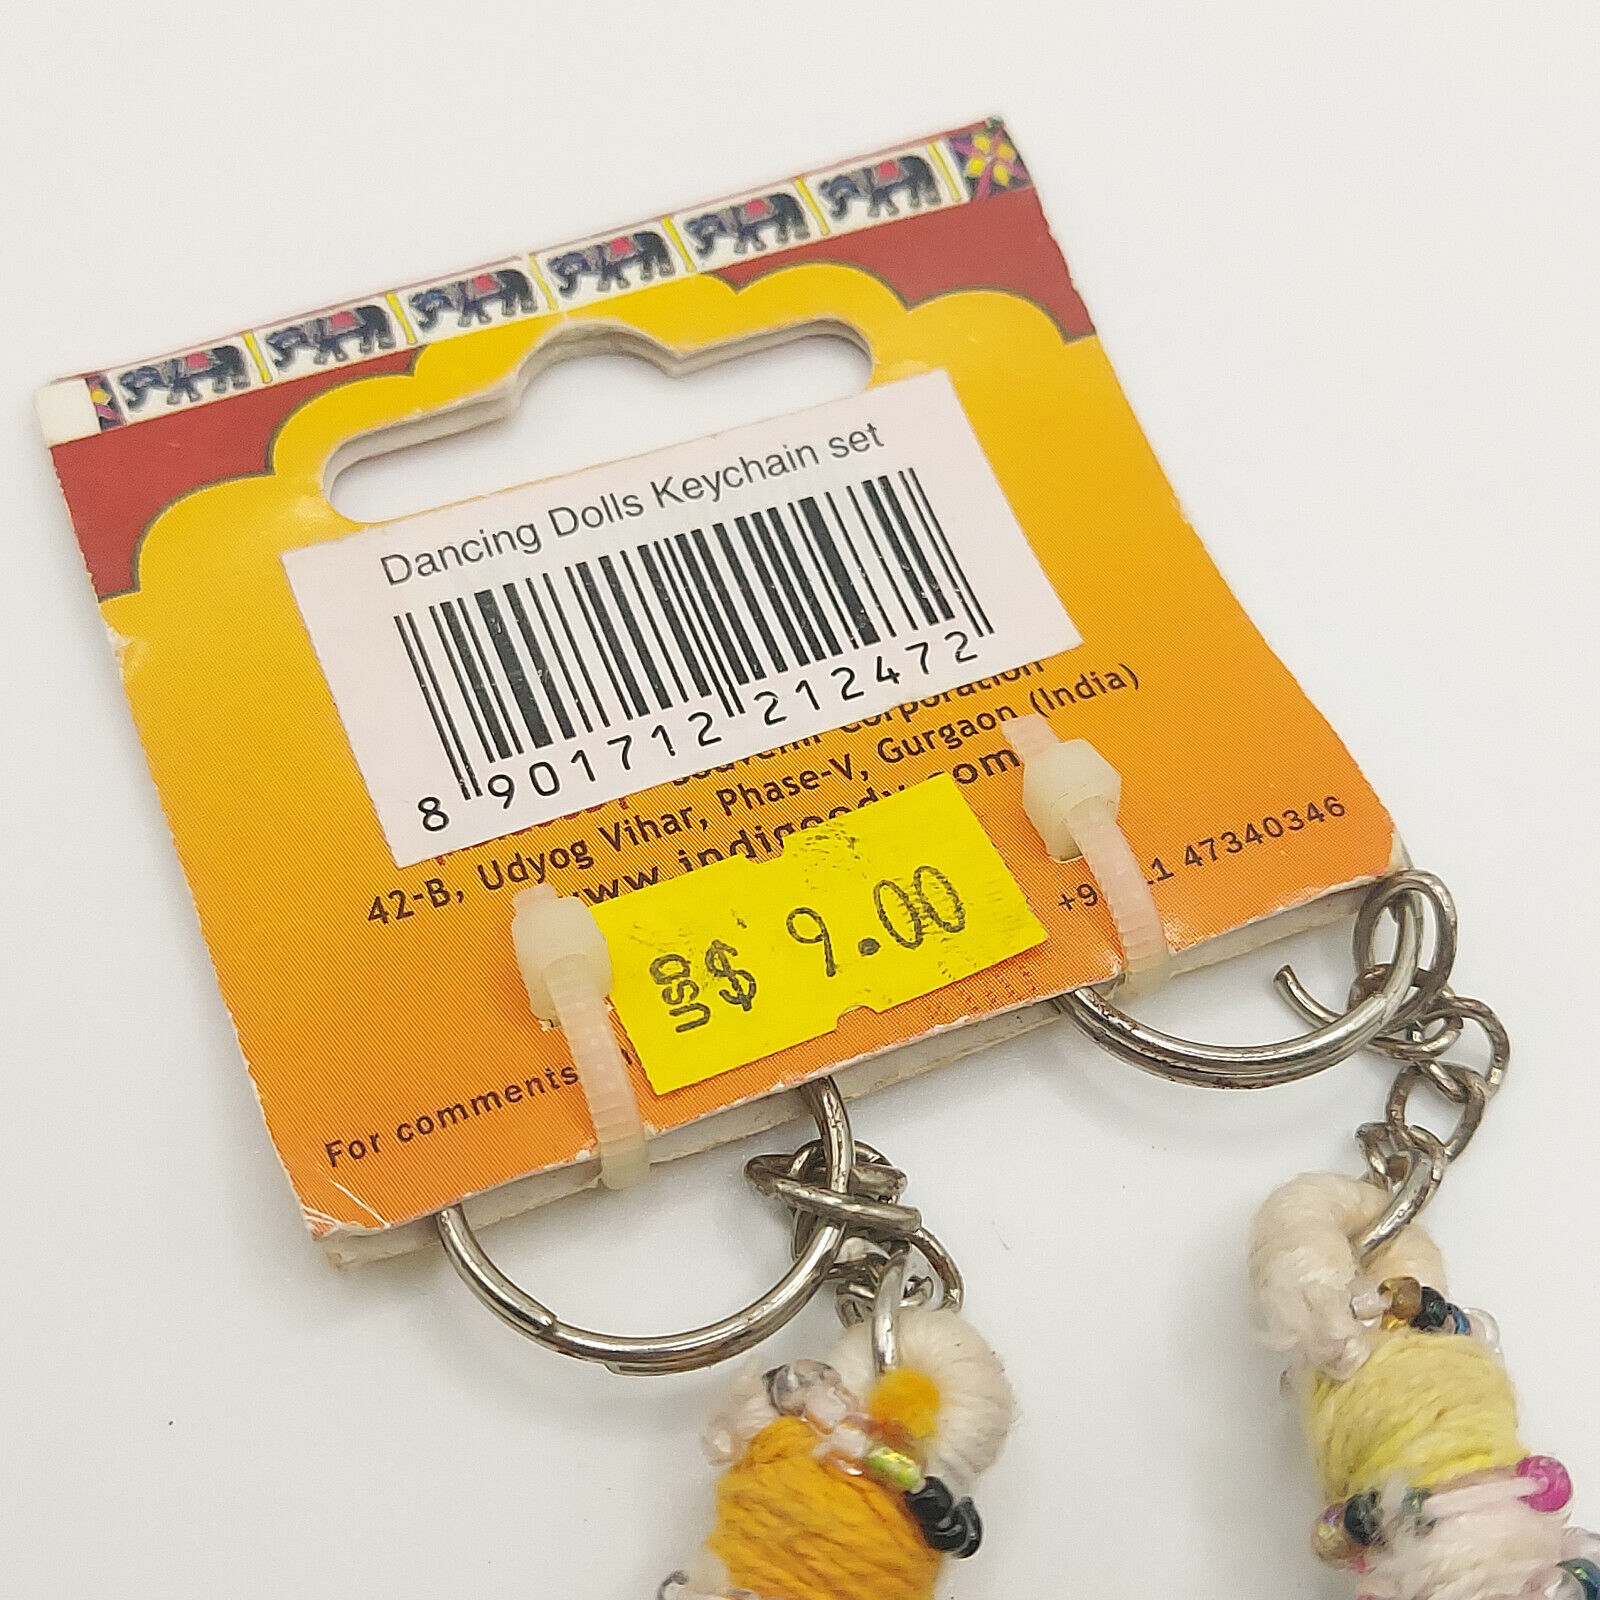 Dancing Dolls Keychain set
8 901712 212472
Corporation
42-B, Udyog Vihar, Phase-V, Gurgaon (India)
USD $ 9.00
For comments
47340346